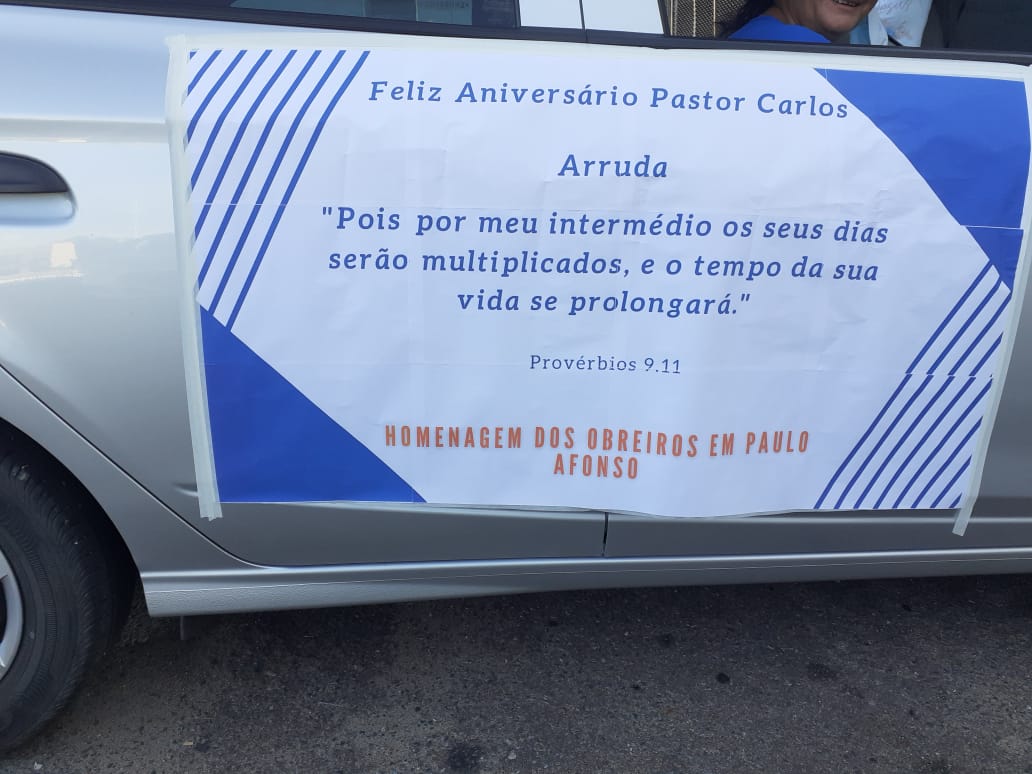 Feliz Aniversário Pastor Carlos
Arruda
"Pois por meu intermédio os seus dias
serão multiplicados, e o tempo da sua
vida se prolongará."
Provérbios 9.11
HOMENAGEM DOS OBREIROS EM PAULO
AFONSO